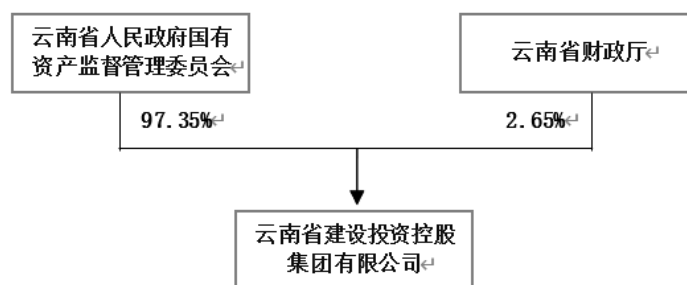 云南省人民政府国有
资产监督管理委员会↵
云南省财政厅↵
97.35%↵
2.65%↵
云南省建设投资控股
集团有限公司↵